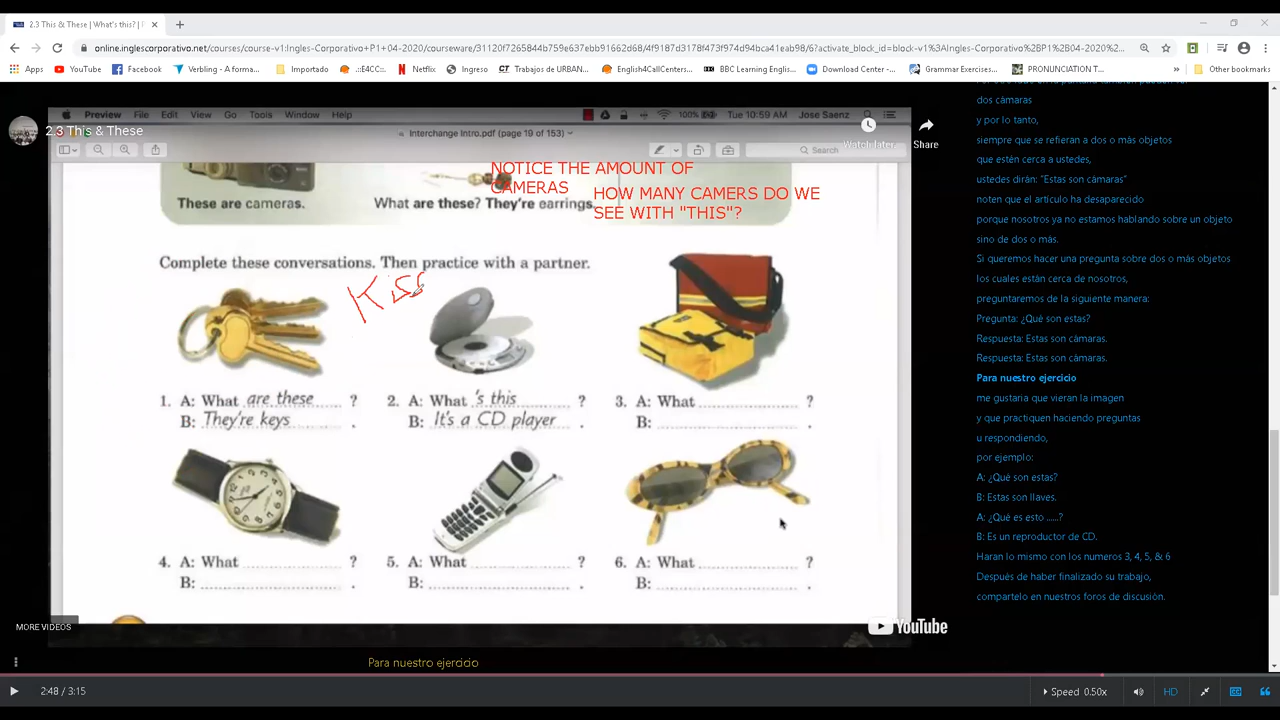 2.3 This & These | What's this? | P
online.inglescorporativo.net/courses/course-v1:Ingles-Corporativo+P1+04-2020/courseware/31120f7265844b759e637ebb91662d68/4f9187d3178f473f974d94bca41eab98/6?activate_block_id=block-v1%3AIngles-Corporativo%2BP1%2B04-2020%2...
Apps YouTube Facebook Verbling - A forma... Importado .::E4CC::. Netflix Ingreso Trabajos de URBAN... English4CallCenters... BBC Learning English... Download Center -... Grammar Exercises... PRONUNCIATION T... » Other bookmarks
dos cámaras
y por lo tanto,
siempre que se refieran a dos o más objetos
que estén cerca a ustedes,
ustedes dirán: "Estas son cámaras"
noten que el artículo ha desaparecido
porque nosotros ya no estamos hablando sobre un objeto
sino de dos o más.
Si queremos hacer una pregunta sobre dos o más objetos
los cuales están cerca de nosotros,
preguntaremos de la siguiente manera:
Pregunta: ¿Qué son estas?
Respuesta: Estas son cámaras.
Respuesta: Estas son cámaras.
Para nuestro ejercicio
me gustaria que vieran la imagen
y que practiquen haciendo preguntas
u respondiendo,
por ejemplo:
A: ¿Qué son estas?
B: Estas son llaves.
A: ¿Qué es esto ......?
B: Es un reproductor de CD.
Haran lo mismo con los numeros 3, 4, 5, & 6
Después de haber finalizado su trabajo,
compartelo en nuestros foros de discusión.
Preview File Edit View Go Tools Window Help 100% Tue 10:59 AM Jose Saenz
2.3 This & These
Interchange Intro.pdf (page 19 of 153)
Watch later Share
Search
NOTICE THE AMOUNT OF
CAMERAS
HOW MANY CAMERS DO WE
SEE WITH "THIS"?
These are cameras. What are these? They're earrings.
Complete these conversations. Then practice with a partner.
Kiss
1. A: What are these ?
B: They're keys .
2. A: What 's this ?
B: It's a CD player .
3. A: What ?
B: .
4. A: What ?
B: .
5. A: What ?
B: .
6. A: What ?
B: .
MORE VIDEOS
YouTube
Para nuestro ejercicio
2:48 / 3:15
Speed 0.50x
HD
CC